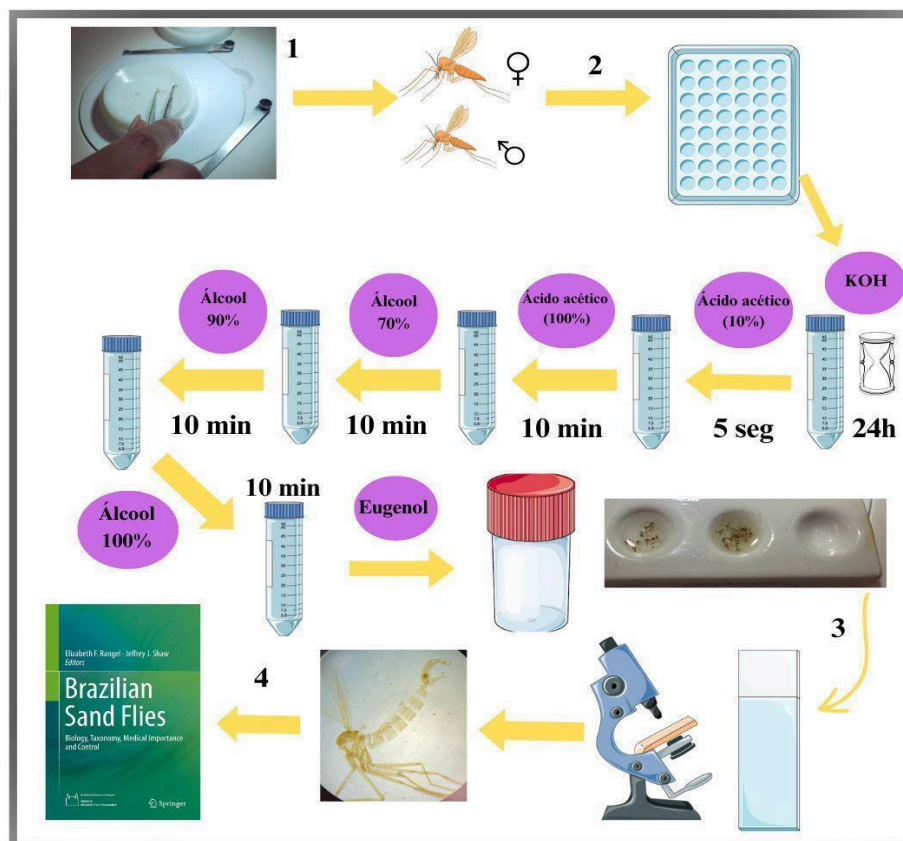 1
2
KOH
24h
Ácido acético
(10%)
5 seg
Ácido acético
(100%)
10 min
Álcool
70%
10 min
Álcool
90%
10 min
Álcool
100%
10 min
Eugenol
3
4
Elizabeth F. Rangel · Jeffrey J. Shaw
Editors
Brazilian
Sand Flies
Biology, Taxonomy, Medical Importance
and Control
Springer